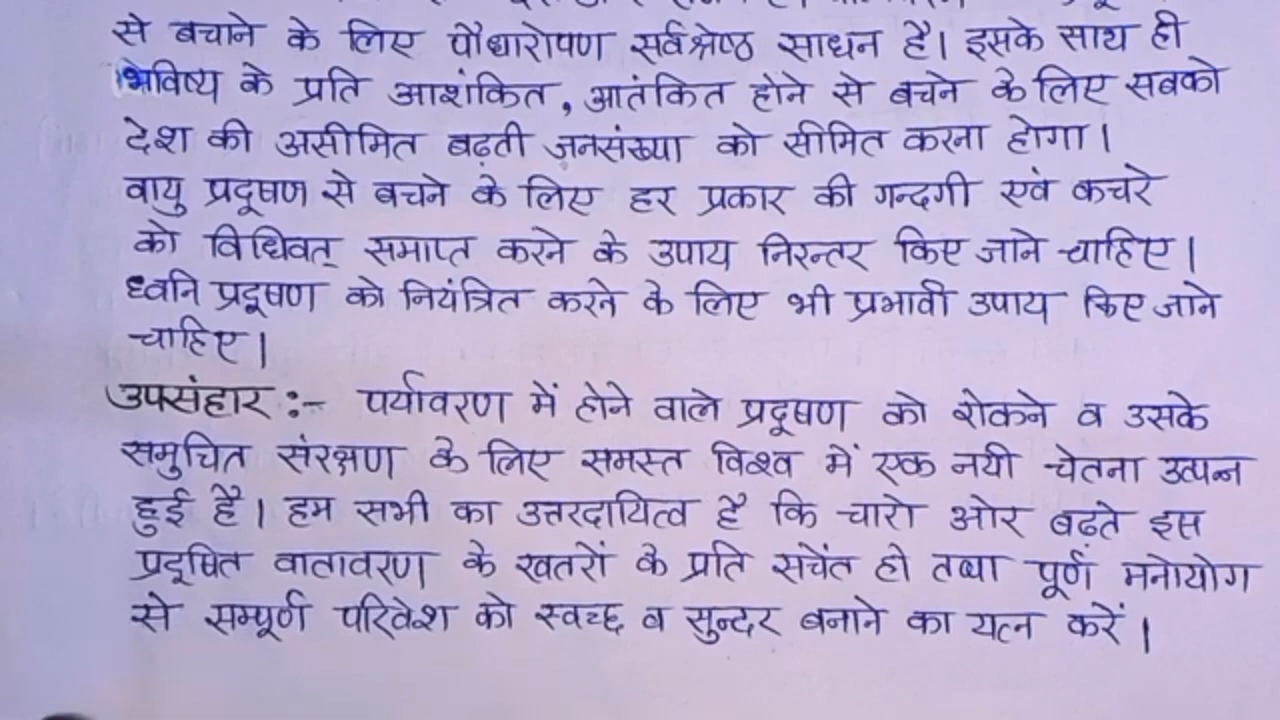 से बचाने के लिए पौधारोपण सर्वश्रेष्ठ साधन है। इसके साथ ही
भविष्य के प्रति आशंकित, आतंकित होने से बचने के लिए सबको
देश की असीमित बढ़ती जनसंख्या को सीमित करना होगा।
वायु प्रदूषण से बचने के लिए हर प्रकार की गन्दगी एवं कचरे
को विधिवत् समाप्त करने के उपाय निरन्तर किए जाने चाहिए।
ध्वनि प्रदूषण को नियंत्रित करने के लिए भी प्रभावी उपाय किए जाने
चाहिए।
उपसंहार :- पर्यावरण में होने वाले प्रदूषण को रोकने व उसके
समुचित संरक्षण के लिए समस्त विश्व में एक नयी चेतना उत्पन्न
हुई है। हम सभी का उत्तरदायित्व है कि चारो ओर बढते इस
प्रदूषित वातावरण के खतरों के प्रति सचेंत हो तथा पूर्ण मनोयोग
से सम्पूर्ण परिवेश को स्वच्छ व सुन्दर बनाने का यत्न करें।